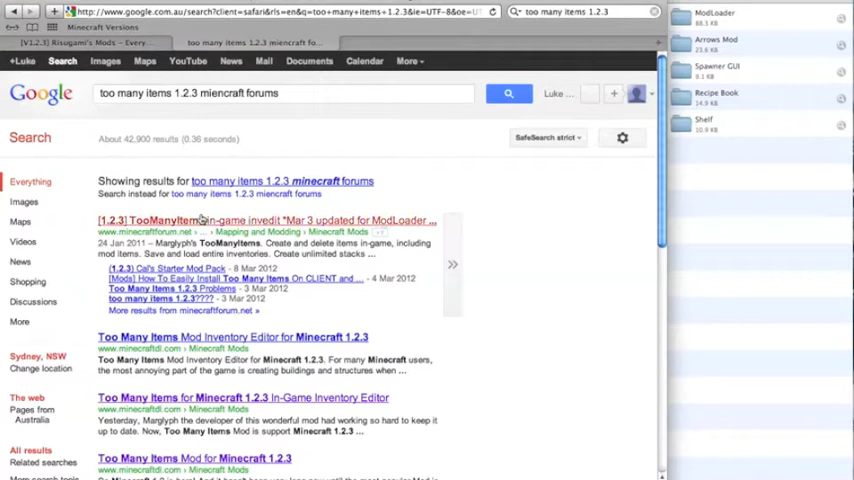 http://www.google.com.au/search?client=safari&rls=en&q=too+many+items+1.2.3&ie=UTF-8&oe=U
too many items 1.2.3
Minecraft Versions
[V1.2.3] Risugami's Mods – Every...
too many items 1.2.3 miencraft fo...
+Luke Search Images Maps YouTube News Mail Documents Calendar More
Google
too many items 1.2.3 miencraft forums
Luke ...
Search
About 42,900 results (0.36 seconds)
SafeSearch strict
Everything
Images
Maps
Videos
News
Shopping
Discussions
More
Sydney, NSW
Change location
The web
Pages from
Australia
All results
Related searches
More search tools
Showing results for too many items 1.2.3 minecraft forums
Search instead for too many items 1.2.3 miencraft forums
[1.2.3] TooManyItem in-game invedit "Mar 3 updated for ModLoader ...
www.minecraftforum.net › ... › Mapping and Modding › Minecraft Mods
+1
24 Jan 2011 – Marglyph's TooManyItems. Create and delete items in-game, including
mod items. Save and load entire inventories. Create unlimited stacks ...
(1.2.3) Cal's Starter Mod Pack - 8 Mar 2012
[Mods] How To Easily Install Too Many Items On CLIENT and ... - 4 Mar 2012
Too Many Items 1.2.3 Problems - 3 Mar 2012
too many items 1.2.3???? - 3 Mar 2012
More results from minecraftforum.net »
Too Many Items Mod Inventory Editor for Minecraft 1.2.3
www.minecraftdl.com › Minecraft Mods
Too Many Items Mod Inventory Editor for Minecraft 1.2.3. For many Minecraft users,
the most annoying part of the game is creating buildings and structures when ...
Too Many Items for Minecraft 1.2.3 In-Game Inventory Editor
www.minecraftdl.com › Minecraft Mods
Yesterday, Marglyph the developer of this wonderful mod had working so hard to keep it
up to date. Now, Too Many Items Mod is support Minecraft 1.2.3 ...
Too Many Items Mod for Minecraft 1.2.3
www.minecraftdl.com › Minecraft Mods
ModLoader
88.3 KB
Arrows Mod
23.6 KB
Spawner GUI
9.1 KB
Recipe Book
14.9 KB
Shelf
10.9 KB